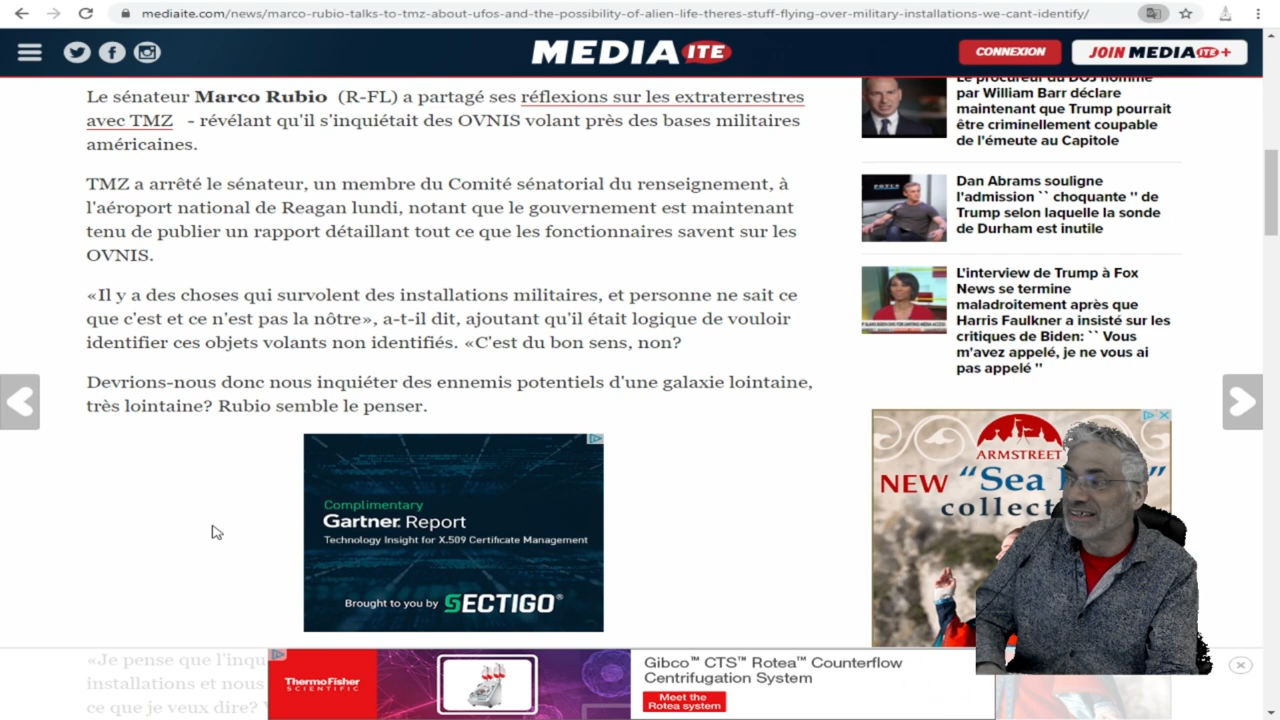 mediaite.com/news/marco-rubio-talks-to-tmz-about-ufos-and-the-possibility-of-alien-life-theres-stuff-flying-over-military-installations-we-cant-identify/
MEDIAITE
CONNEXION
JOIN MEDIAITE+
Le sénateur Marco Rubio (R-FL) a partagé ses réflexions sur les extraterrestres
avec TMZ - révélant qu'il s'inquiétait des OVNIS volant près des bases militaires
américaines.
TMZ a arrêté le sénateur, un membre du Comité sénatorial du renseignement, à
l'aéroport national de Reagan lundi, notant que le gouvernement est maintenant
tenu de publier un rapport détaillant tout ce que les fonctionnaires savent sur les
OVNIS.
«Il y a des choses qui survolent des installations militaires, et personne ne sait ce
que c'est et ce n'est pas la nôtre», a-t-il dit, ajoutant qu'il était logique de vouloir
identifier ces objets volants non identifiés. «C'est du bon sens, non?
Devrions-nous donc nous inquiéter des ennemis potentiels d'une galaxie lointaine,
très lointaine? Rubio semble le penser.
Complimentary
Gartner Report
Technology Insight for X.509 Certificate Management
Brought to you by SECTIGO®
«Je pense que l'inqu
installations et nous
ce que je veux dire?
Le procureur du DOJ nommé
par William Barr déclare
maintenant que Trump pourrait
être criminellement coupable
de l'émeute au Capitole
Dan Abrams souligne
l'admission `` choquante '' de
Trump selon laquelle la sonde
de Durham est inutile
L'interview de Trump à Fox
News se termine
maladroitement après que
Harris Faulkner a insisté sur les
critiques de Biden: `` Vous
m'avez appelé, je ne vous ai
pas appelé ''
ARMSTREET
NEW "Sea
collect
ThermoFisher
SCIENTIFIC
Gibco™ CTS™ Rotea™ Counterflow
Centrifugation System
Meet the
Rotea system